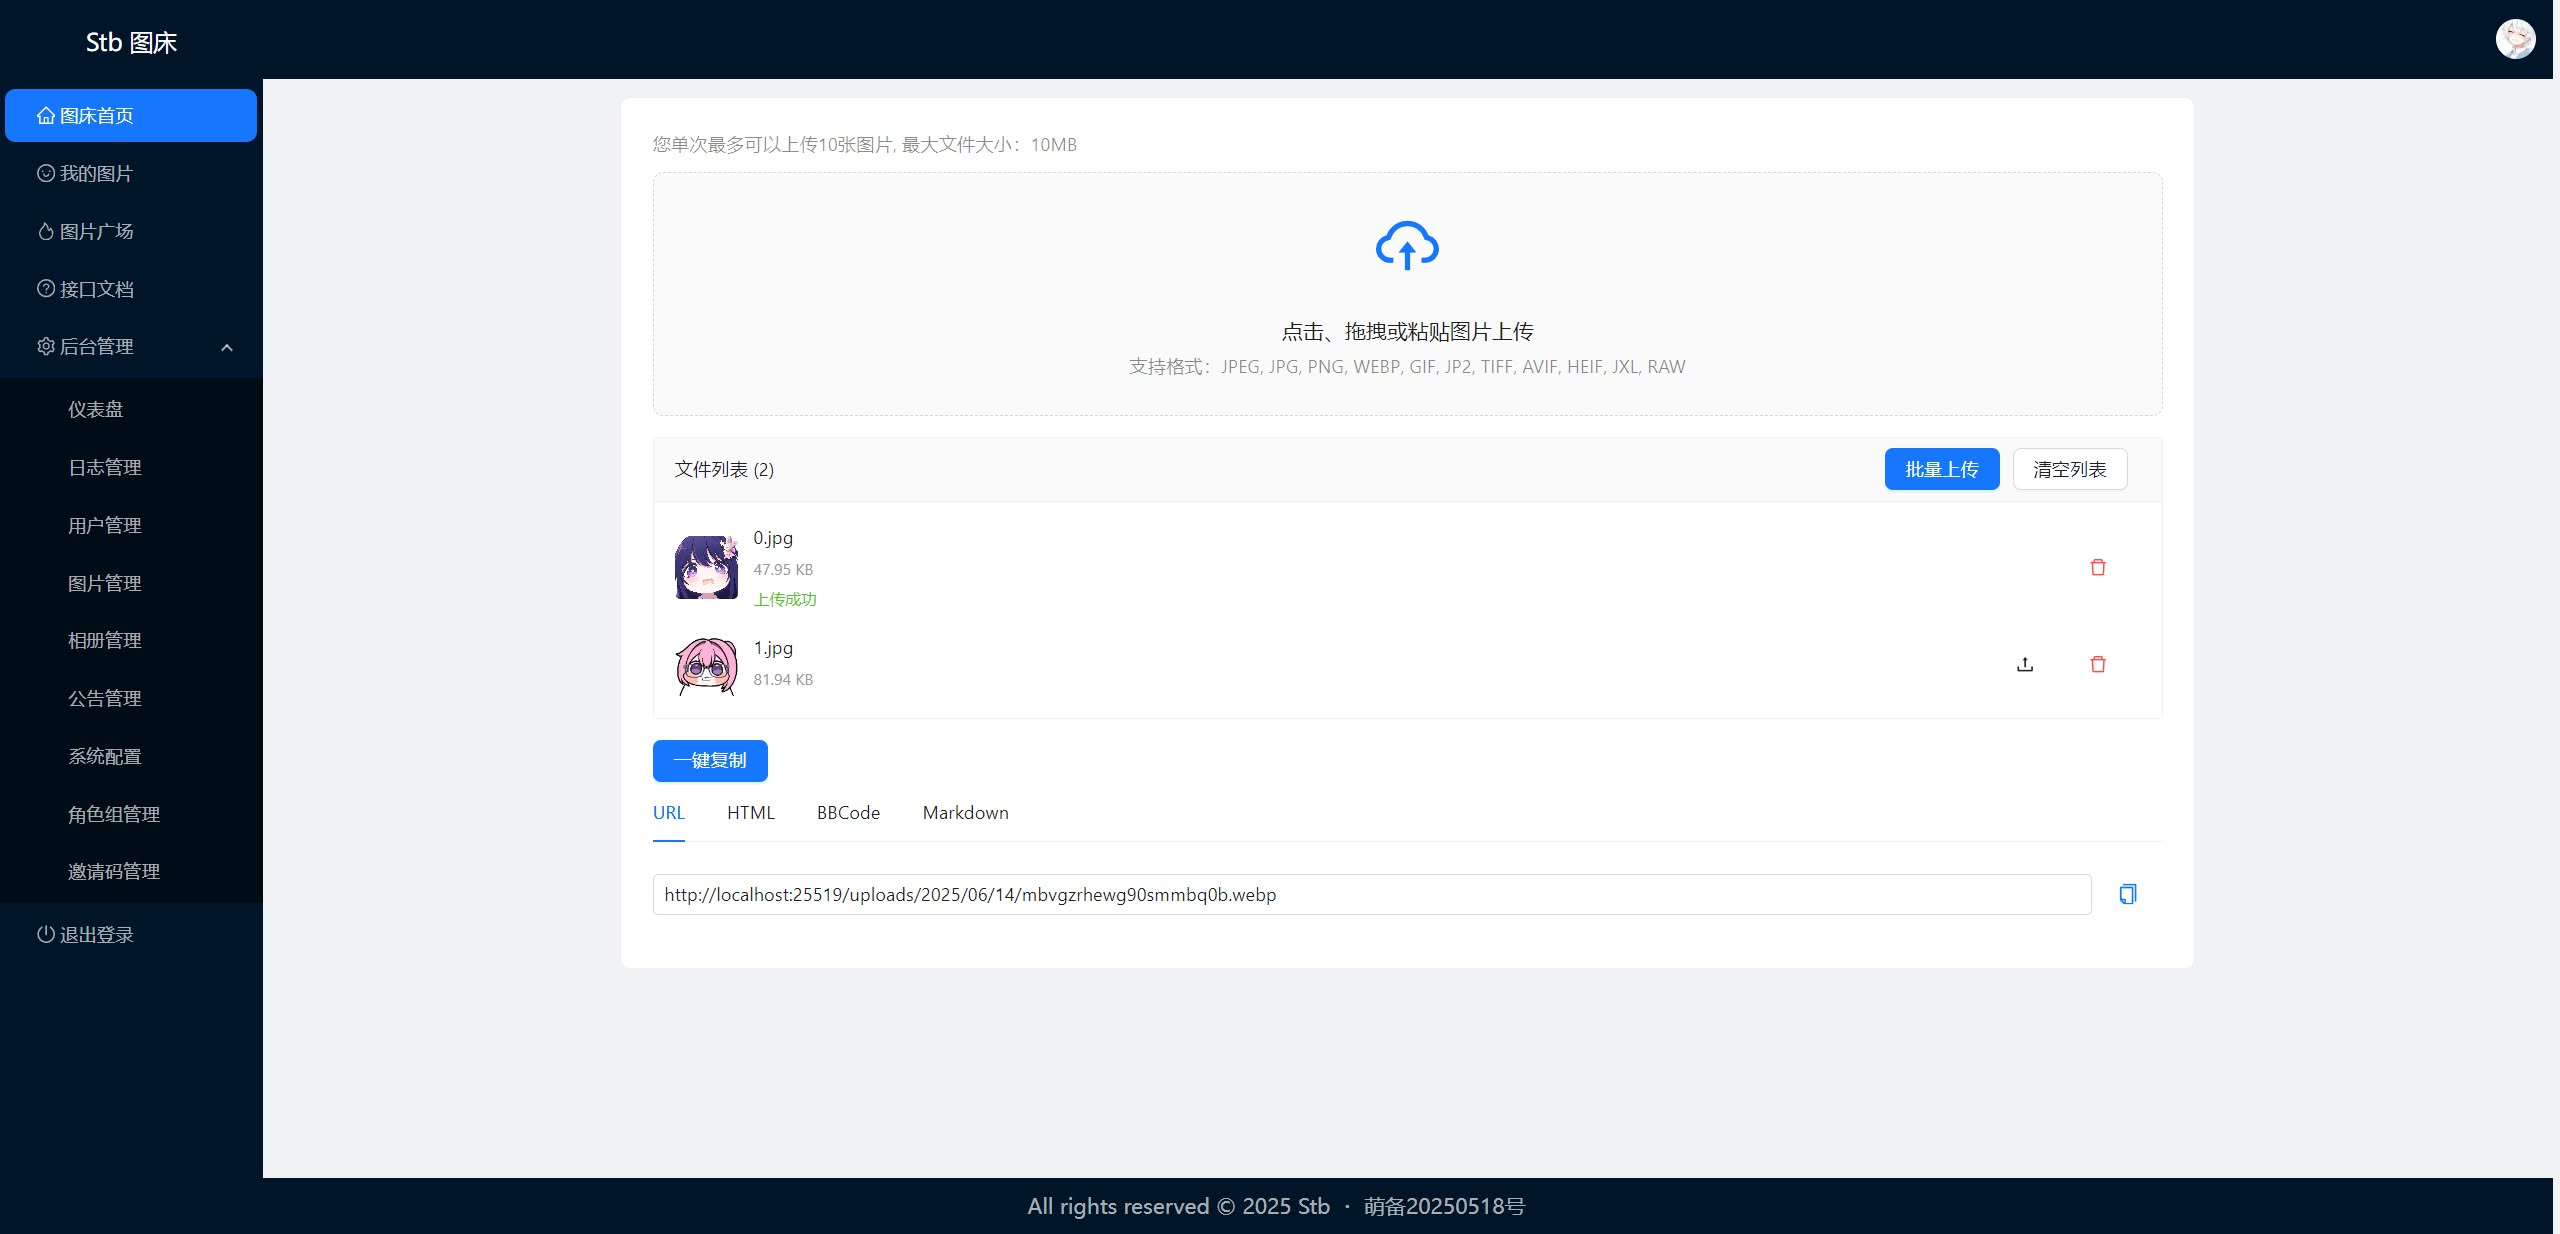 Stb 图床
图床首页
我的图片
图片广场
接口文档
后台管理
仪表盘
日志管理
用户管理
图片管理
相册管理
公告管理
系统配置
角色组管理
邀请码管理
退出登录
您单次最多可以上传10张图片, 最大文件大小：10MB
点击、拖拽或粘贴图片上传
支持格式：JPEG, JPG, PNG, WEBP, GIF, JP2, TIFF, AVIF, HEIF, JXL, RAW
文件列表 (2)
批量上传
清空列表
0.jpg
47.95 KB
上传成功
1.jpg
81.94 KB
一键复制
URL HTML BBCode Markdown
http://localhost:25519/uploads/2025/06/14/mbvgzrhewg90smmbq0b.webp
All rights reserved © 2025 Stb · 萌备20250518号